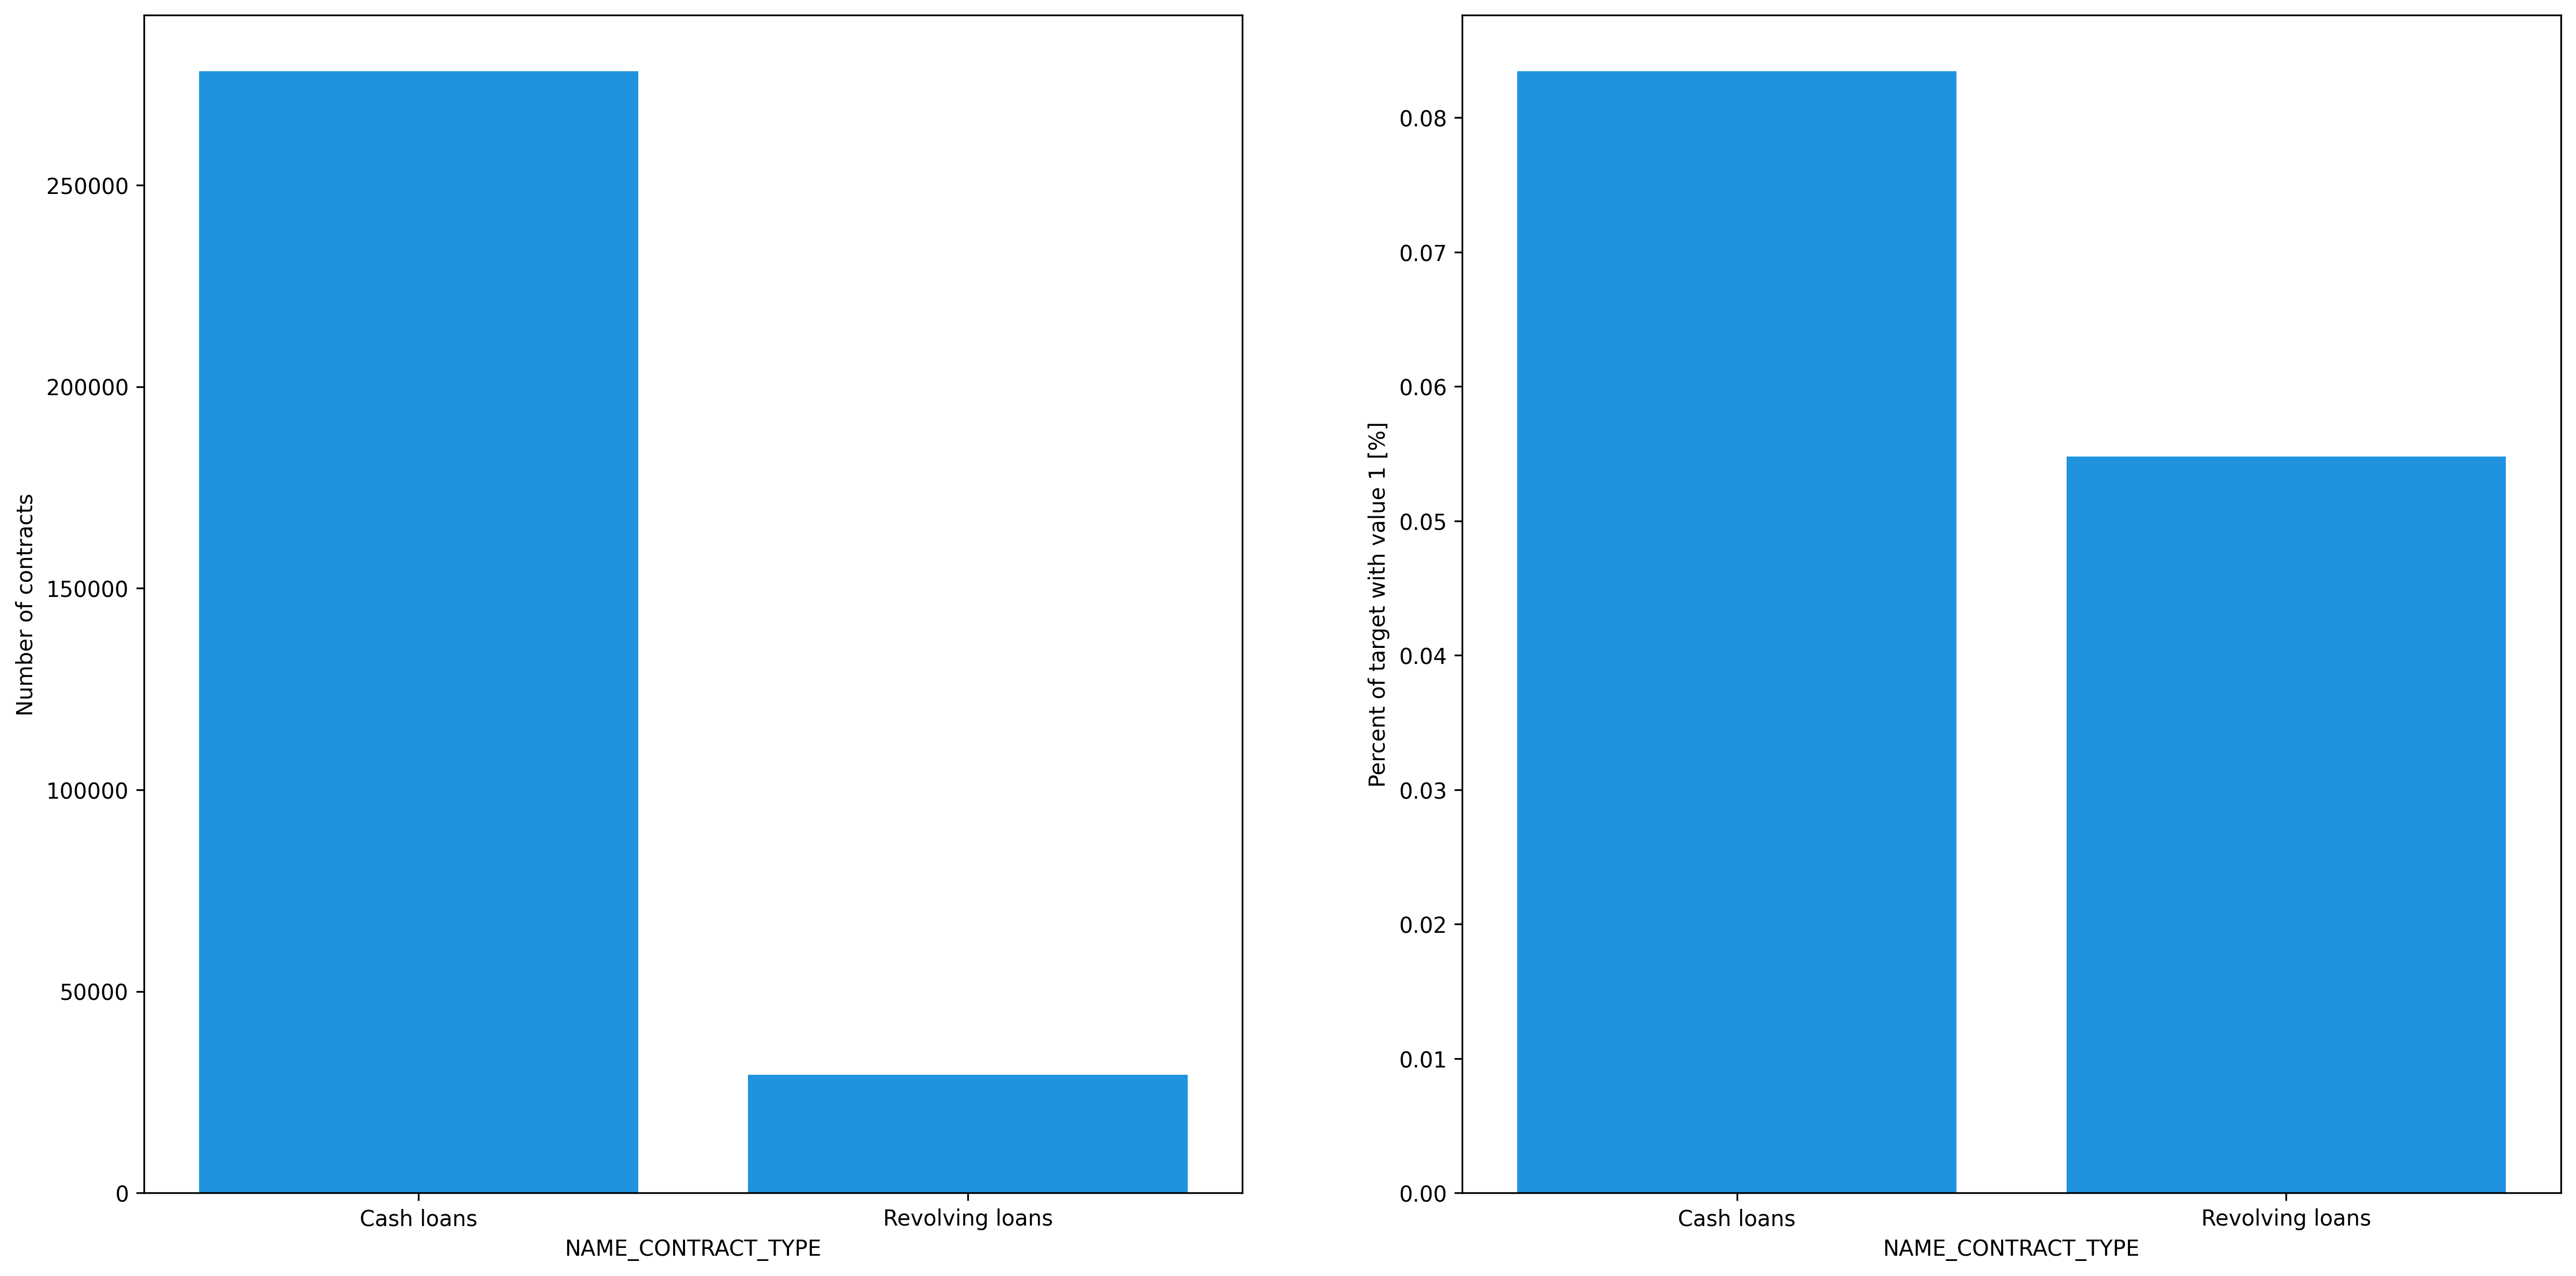 Number of contracts
250000
200000
150000
100000
50000
0
Cash loans
Revolving loans
NAME_CONTRACT_TYPE
Percent of target with value 1 [%]
0.08
0.07
0.06
0.05
0.04
0.03
0.02
0.01
0.00
Cash loans
Revolving loans
NAME_CONTRACT_TYPE